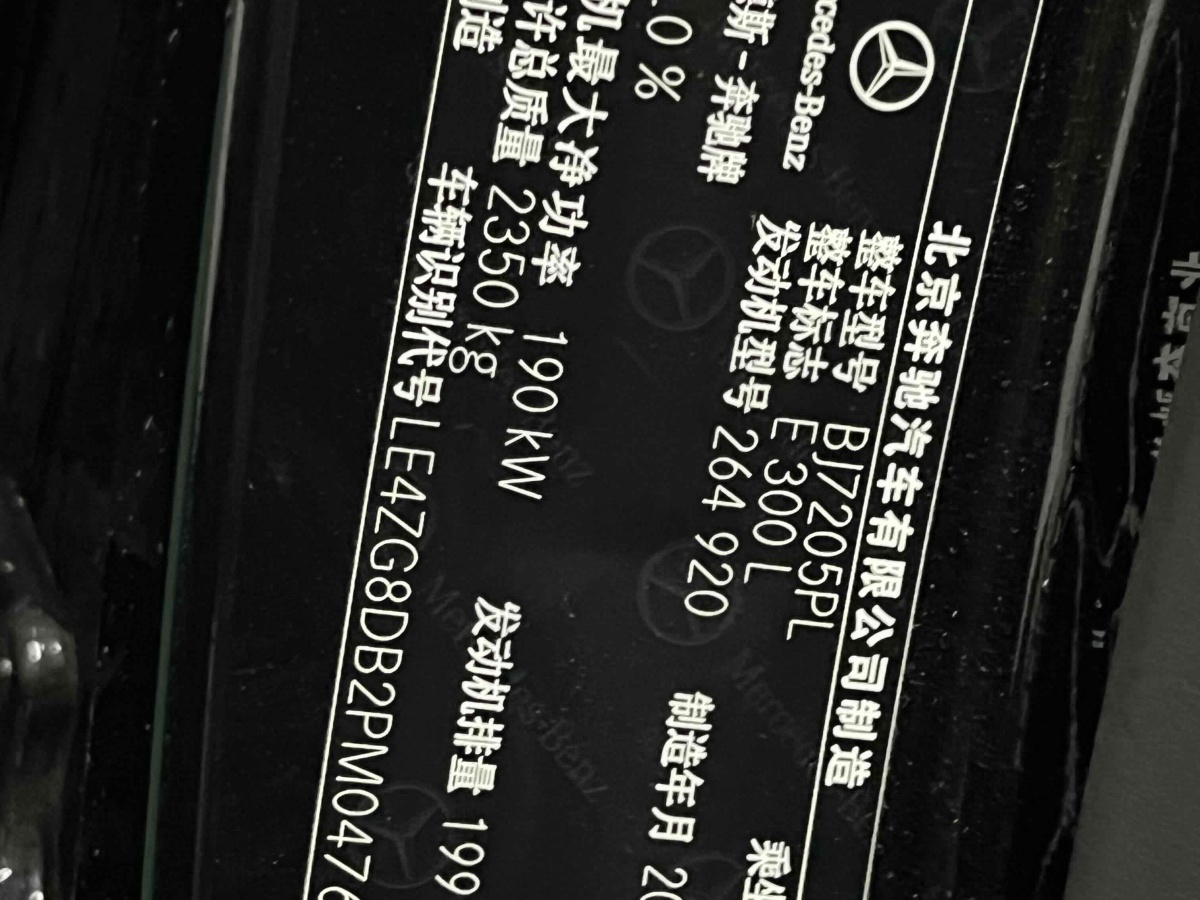 北京奔驰汽车有限公司制造
Mercedes-Benz
整车型号 BJ7205PL
整车标志 E 300 L
乘坐
斯-奔驰牌
发动机型号 264 920
制造年月 20
.0 %
机最大净功率 190 kW
发动机排量 199
许总质量 2350 kg
制造
车辆识别代号 LE4ZG8DB2PM0476